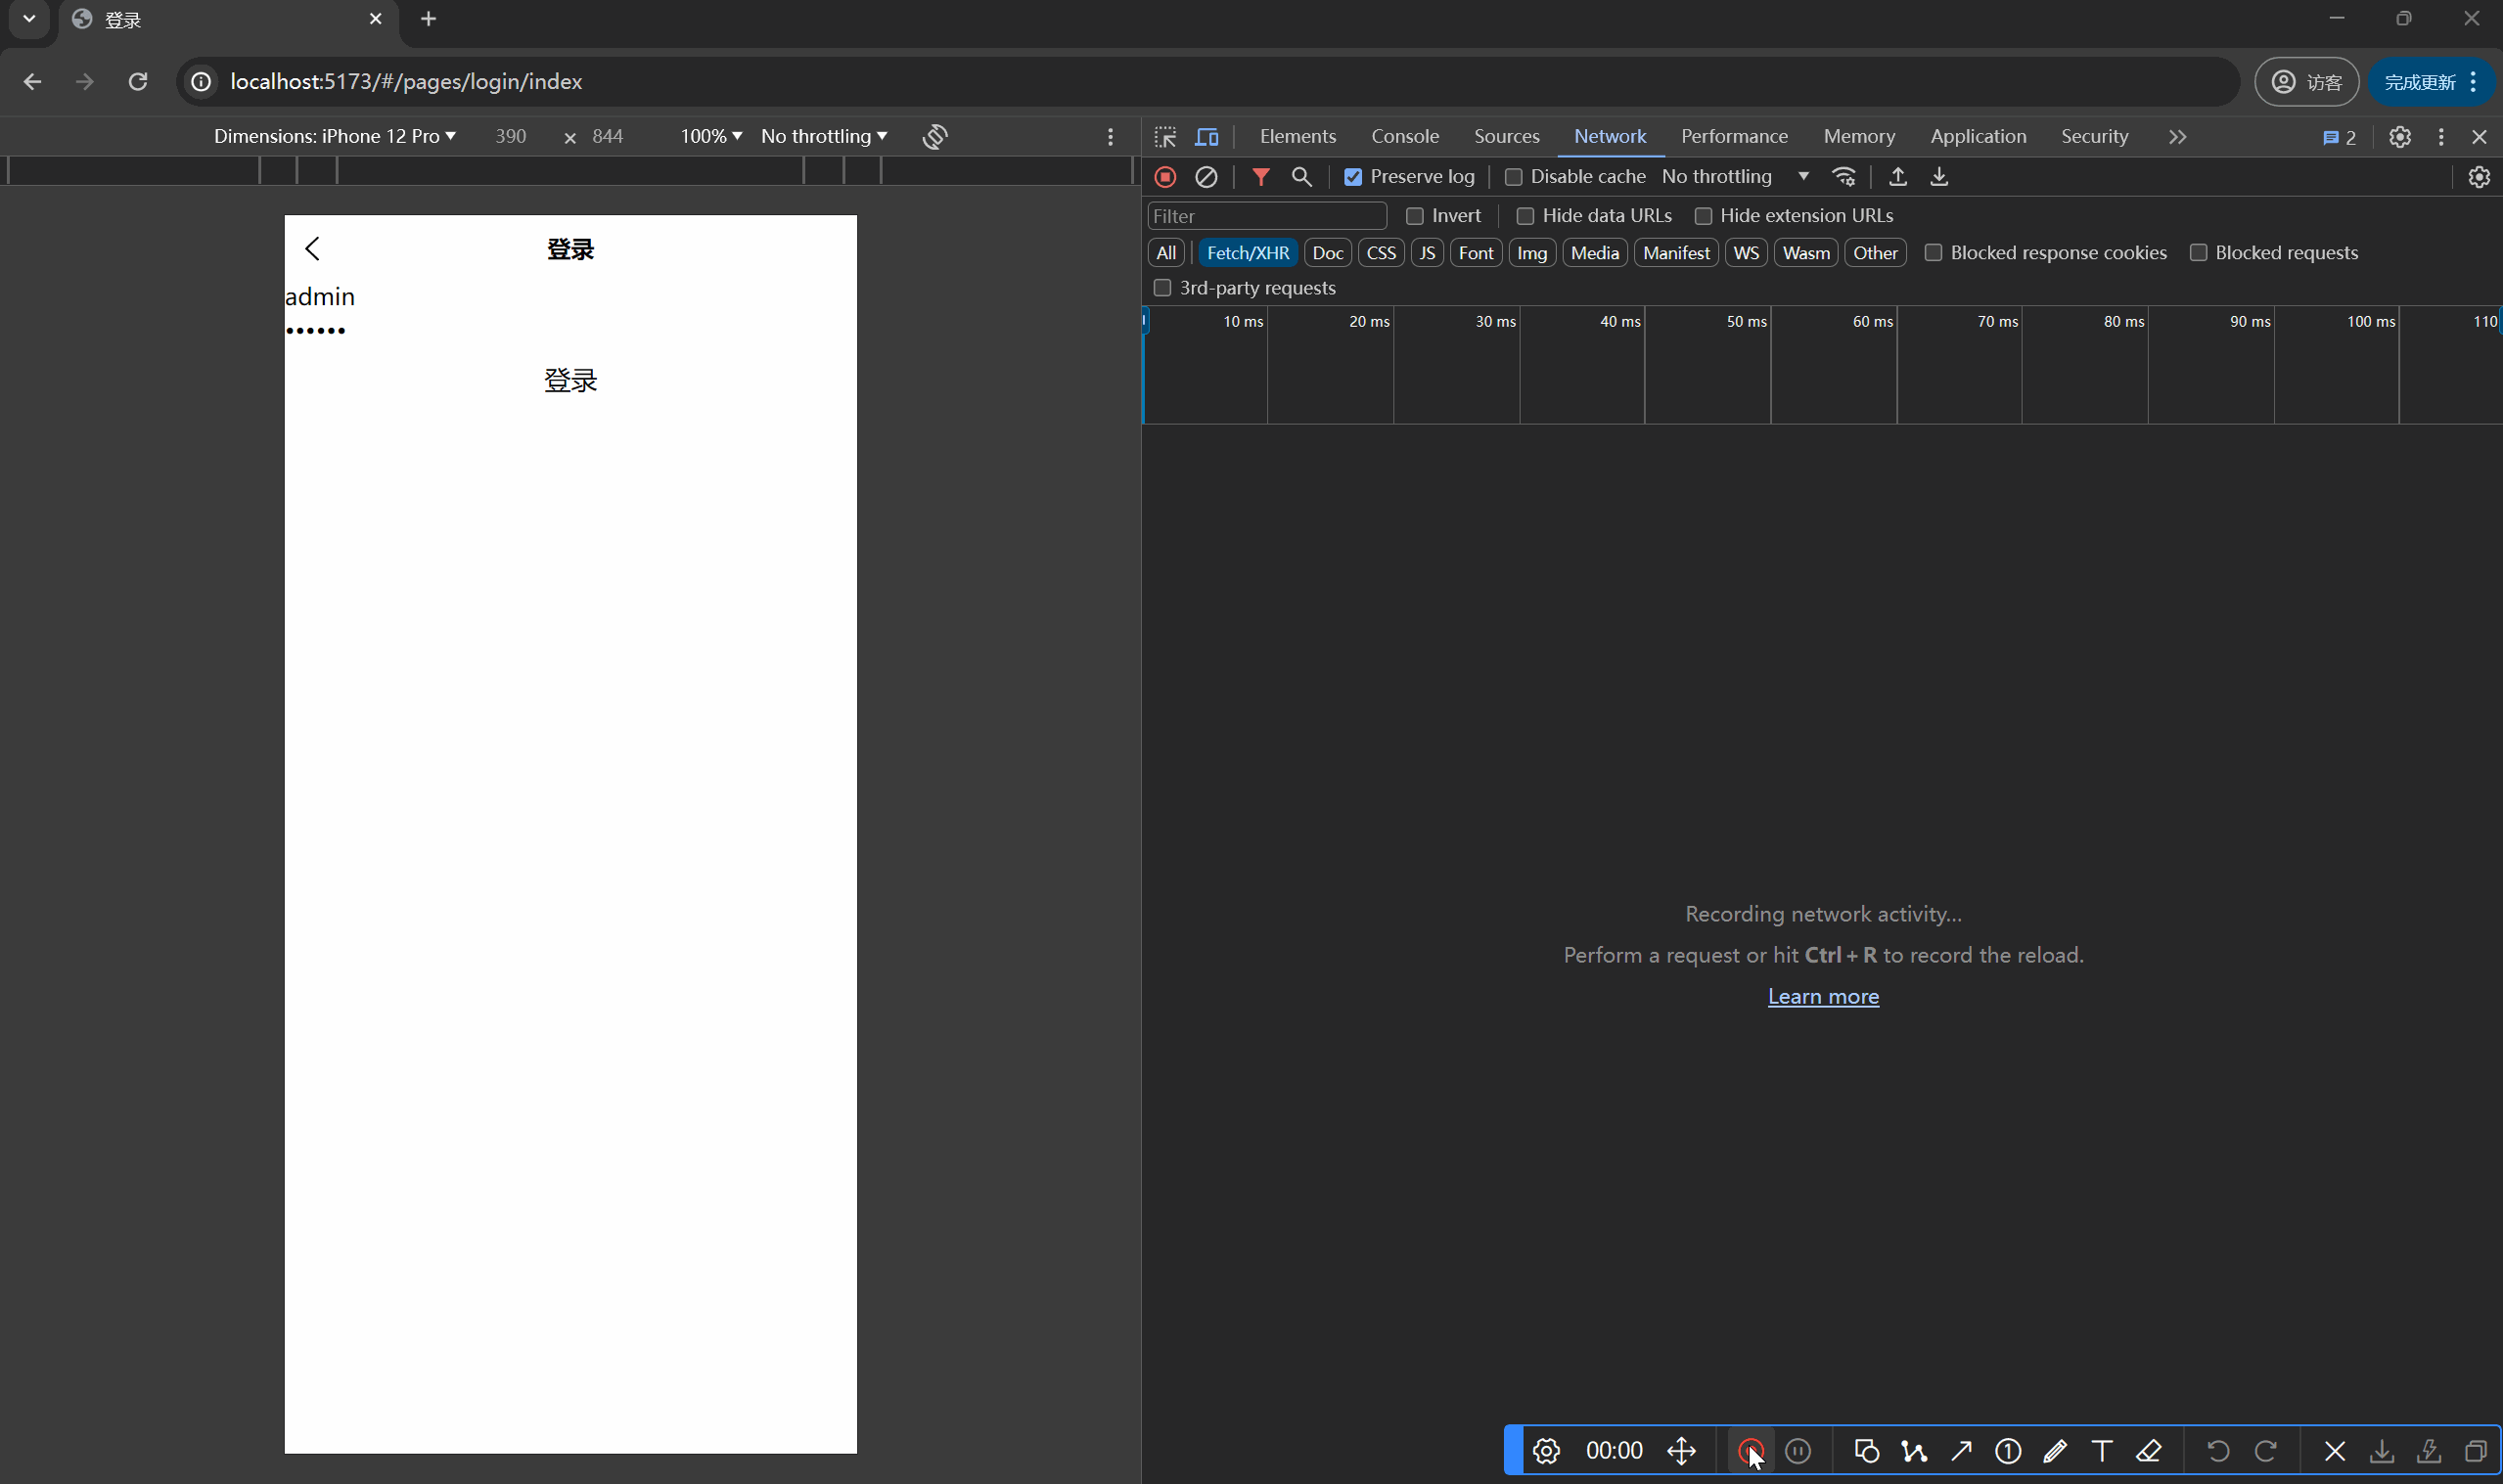 登录
localhost:5173/#/pages/login/index
访客
完成更新
Dimensions: iPhone 12 Pro 390 × 844 100% No throttling
Elements Console Sources Network Performance Memory Application Security 2
Preserve log Disable cache No throttling
Filter Invert Hide data URLs Hide extension URLs
All Fetch/XHR Doc CSS JS Font Img Media Manifest WS Wasm Other Blocked response cookies Blocked requests
3rd-party requests
10 ms 20 ms 30 ms 40 ms 50 ms 60 ms 70 ms 80 ms 90 ms 100 ms 110
登录
admin
••••••
登录
Recording network activity...
Perform a request or hit Ctrl + R to record the reload.
Learn more
00:00